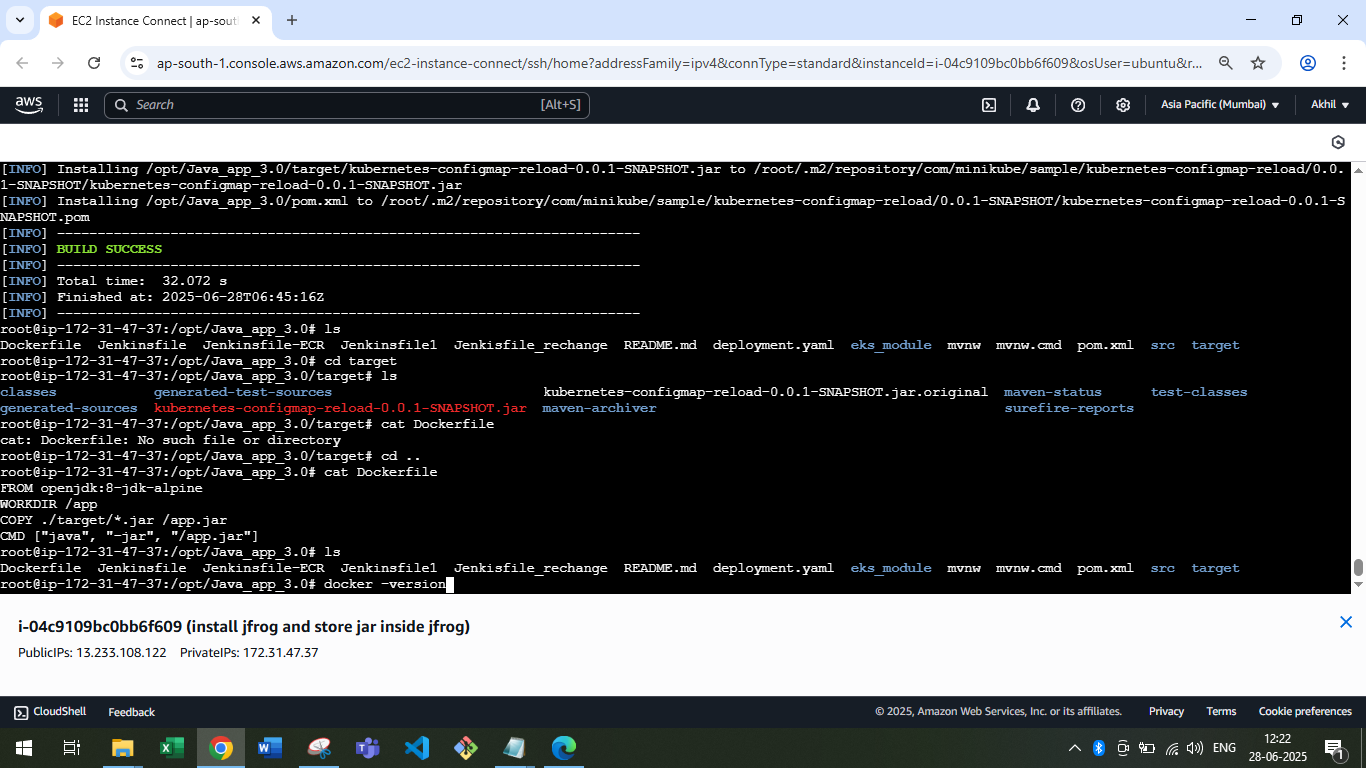 EC2 Instance Connect | ap-sout
ap-south-1.console.aws.amazon.com/ec2-instance-connect/ssh/home?addressFamily=ipv4&connType=standard&instanceId=i-04c9109bc0bb6f609&osUser=ubuntu&r...
aws
Search
[Alt+S]
Asia Pacific (Mumbai)
Akhil
[INFO] Installing /opt/Java_app_3.0/target/kubernetes-configmap-reload-0.0.1-SNAPSHOT.jar to /root/.m2/repository/com/minikube/sample/kubernetes-configmap-reload/0.0.
1-SNAPSHOT/kubernetes-configmap-reload-0.0.1-SNAPSHOT.jar
[INFO] Installing /opt/Java_app_3.0/pom.xml to /root/.m2/repository/com/minikube/sample/kubernetes-configmap-reload/0.0.1-SNAPSHOT/kubernetes-configmap-reload-0.0.1-S
NAPSHOT.pom
[INFO] ------------------------------------------------------------------------
[INFO] BUILD SUCCESS
[INFO] ------------------------------------------------------------------------
[INFO] Total time:  32.072 s
[INFO] Finished at: 2025-06-28T06:45:16Z
[INFO] ------------------------------------------------------------------------
root@ip-172-31-47-37:/opt/Java_app_3.0# ls
Dockerfile  Jenkinsfile  Jenkinsfile-ECR  Jenkinsfile1  Jenkisfile_rechange  README.md  deployment.yaml  eks_module  mvnw  mvnw.cmd  pom.xml  src  target
root@ip-172-31-47-37:/opt/Java_app_3.0# cd target
root@ip-172-31-47-37:/opt/Java_app_3.0/target# ls
classes  generated-test-sources  kubernetes-configmap-reload-0.0.1-SNAPSHOT.jar.original  maven-status  test-classes
generated-sources  kubernetes-configmap-reload-0.0.1-SNAPSHOT.jar  maven-archiver  surefire-reports
root@ip-172-31-47-37:/opt/Java_app_3.0/target# cat Dockerfile
cat: Dockerfile: No such file or directory
root@ip-172-31-47-37:/opt/Java_app_3.0/target# cd ..
root@ip-172-31-47-37:/opt/Java_app_3.0# cat Dockerfile
FROM openjdk:8-jdk-alpine
WORKDIR /app
COPY ./target/*.jar /app.jar
CMD ["java", "-jar", "/app.jar"]
root@ip-172-31-47-37:/opt/Java_app_3.0# ls
Dockerfile  Jenkinsfile  Jenkinsfile-ECR  Jenkinsfile1  Jenkisfile_rechange  README.md  deployment.yaml  eks_module  mvnw  mvnw.cmd  pom.xml  src  target
root@ip-172-31-47-37:/opt/Java_app_3.0# docker -version
i-04c9109bc0bb6f609 (install jfrog and store jar inside jfrog)
PublicIPs: 13.233.108.122  PrivateIPs: 172.31.47.37
CloudShell
Feedback
© 2025, Amazon Web Services, Inc. or its affiliates.
Privacy
Terms
Cookie preferences
ENG
12:22
28-06-2025
1